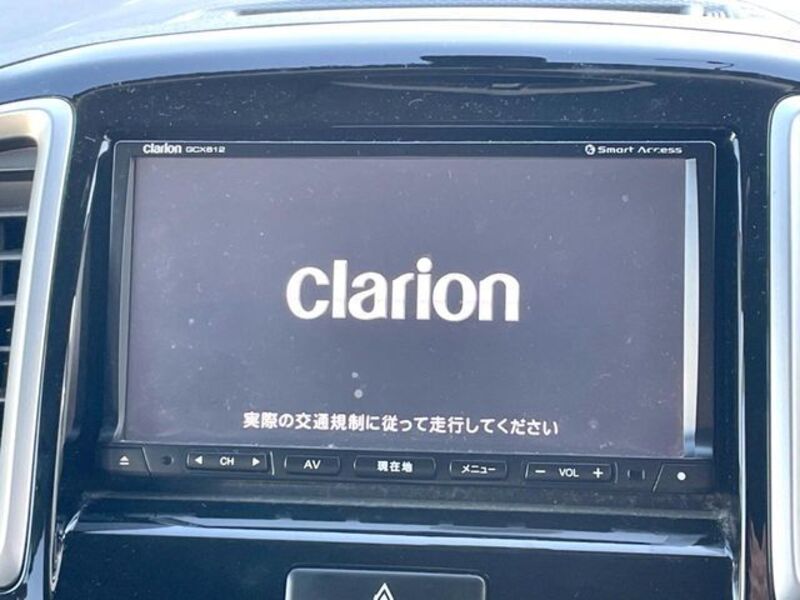 clarion GCX612 Smart Access
clarion
実際の交通規制に従って走行してください
CH AV 現在地 メニュー − VOL +